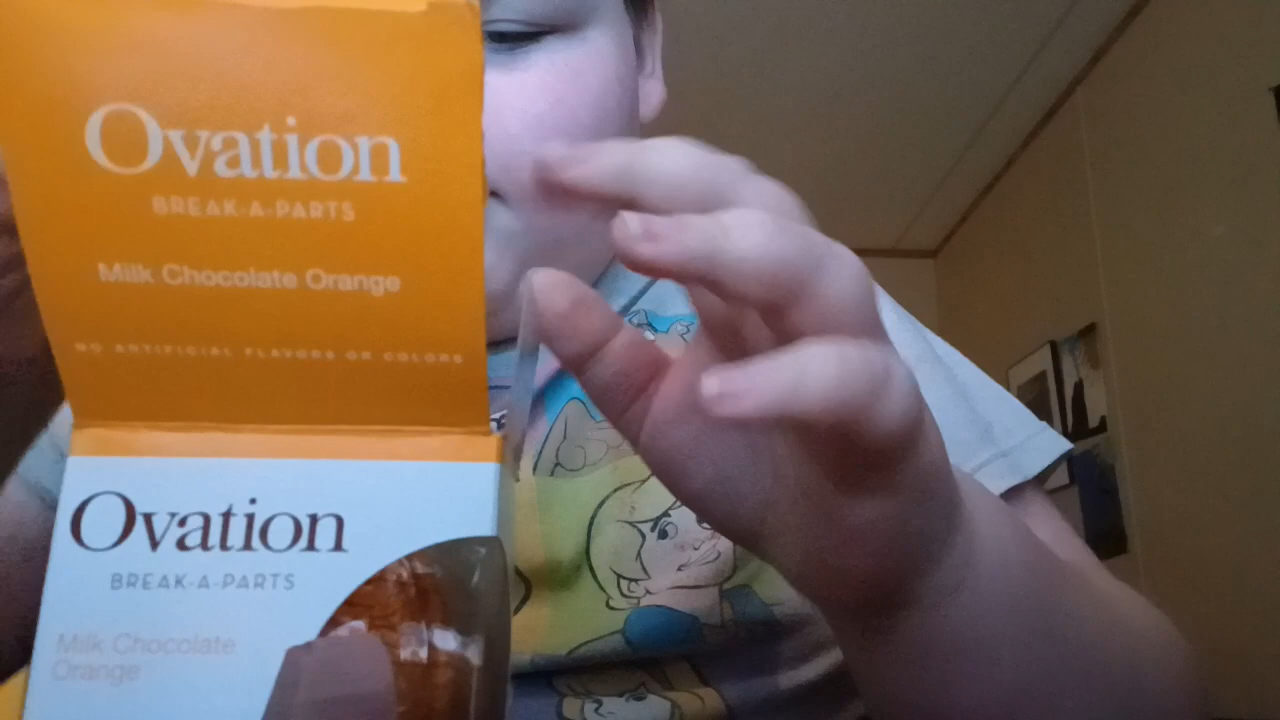 Ovation
BREAK-A-PARTS
Milk Chocolate Orange
NO ARTIFICIAL FLAVORS OR COLORS
Ovation
BREAK-A-PARTS
Milk Chocolate
Orange